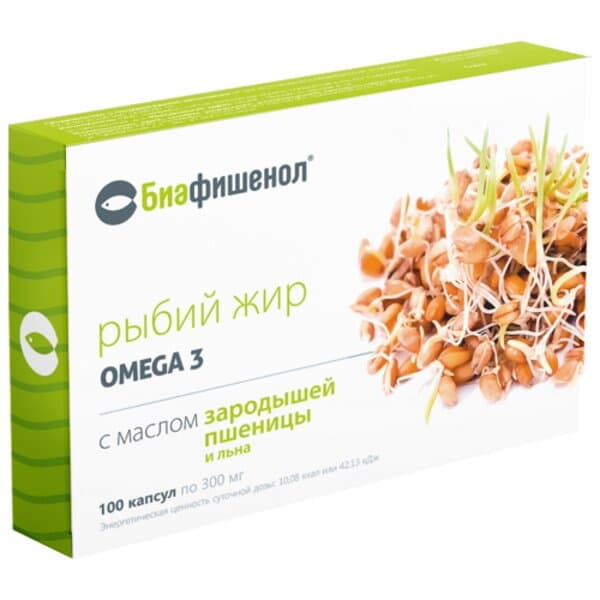 Биафишенол®
рыбий жир
OMEGA 3
с маслом зародышей
пшеницы
и льна
100 капсул по 300 мг
Энергетическая ценность суточной дозы: 10,08 ккал или 42,13 кДж